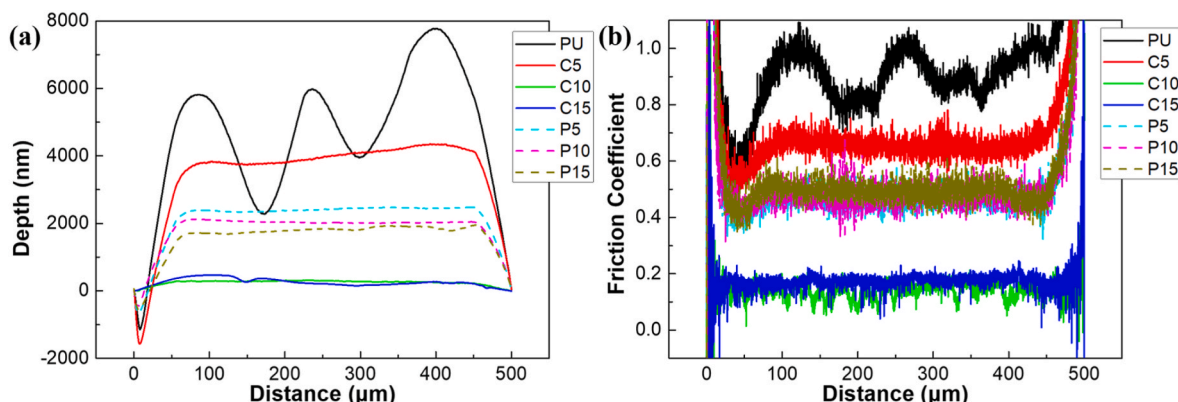 (a)
Depth (nm)
8000
6000
4000
2000
0
-2000
0
100
200
300
400
500
Distance (µm)
PU
C5
C10
C15
P5
P10
P15
(b)
Friction Coefficient
1.0
0.8
0.6
0.4
0.2
0.0
0
100
200
300
400
500
Distance (µm)
PU
C5
C10
C15
P5
P10
P15